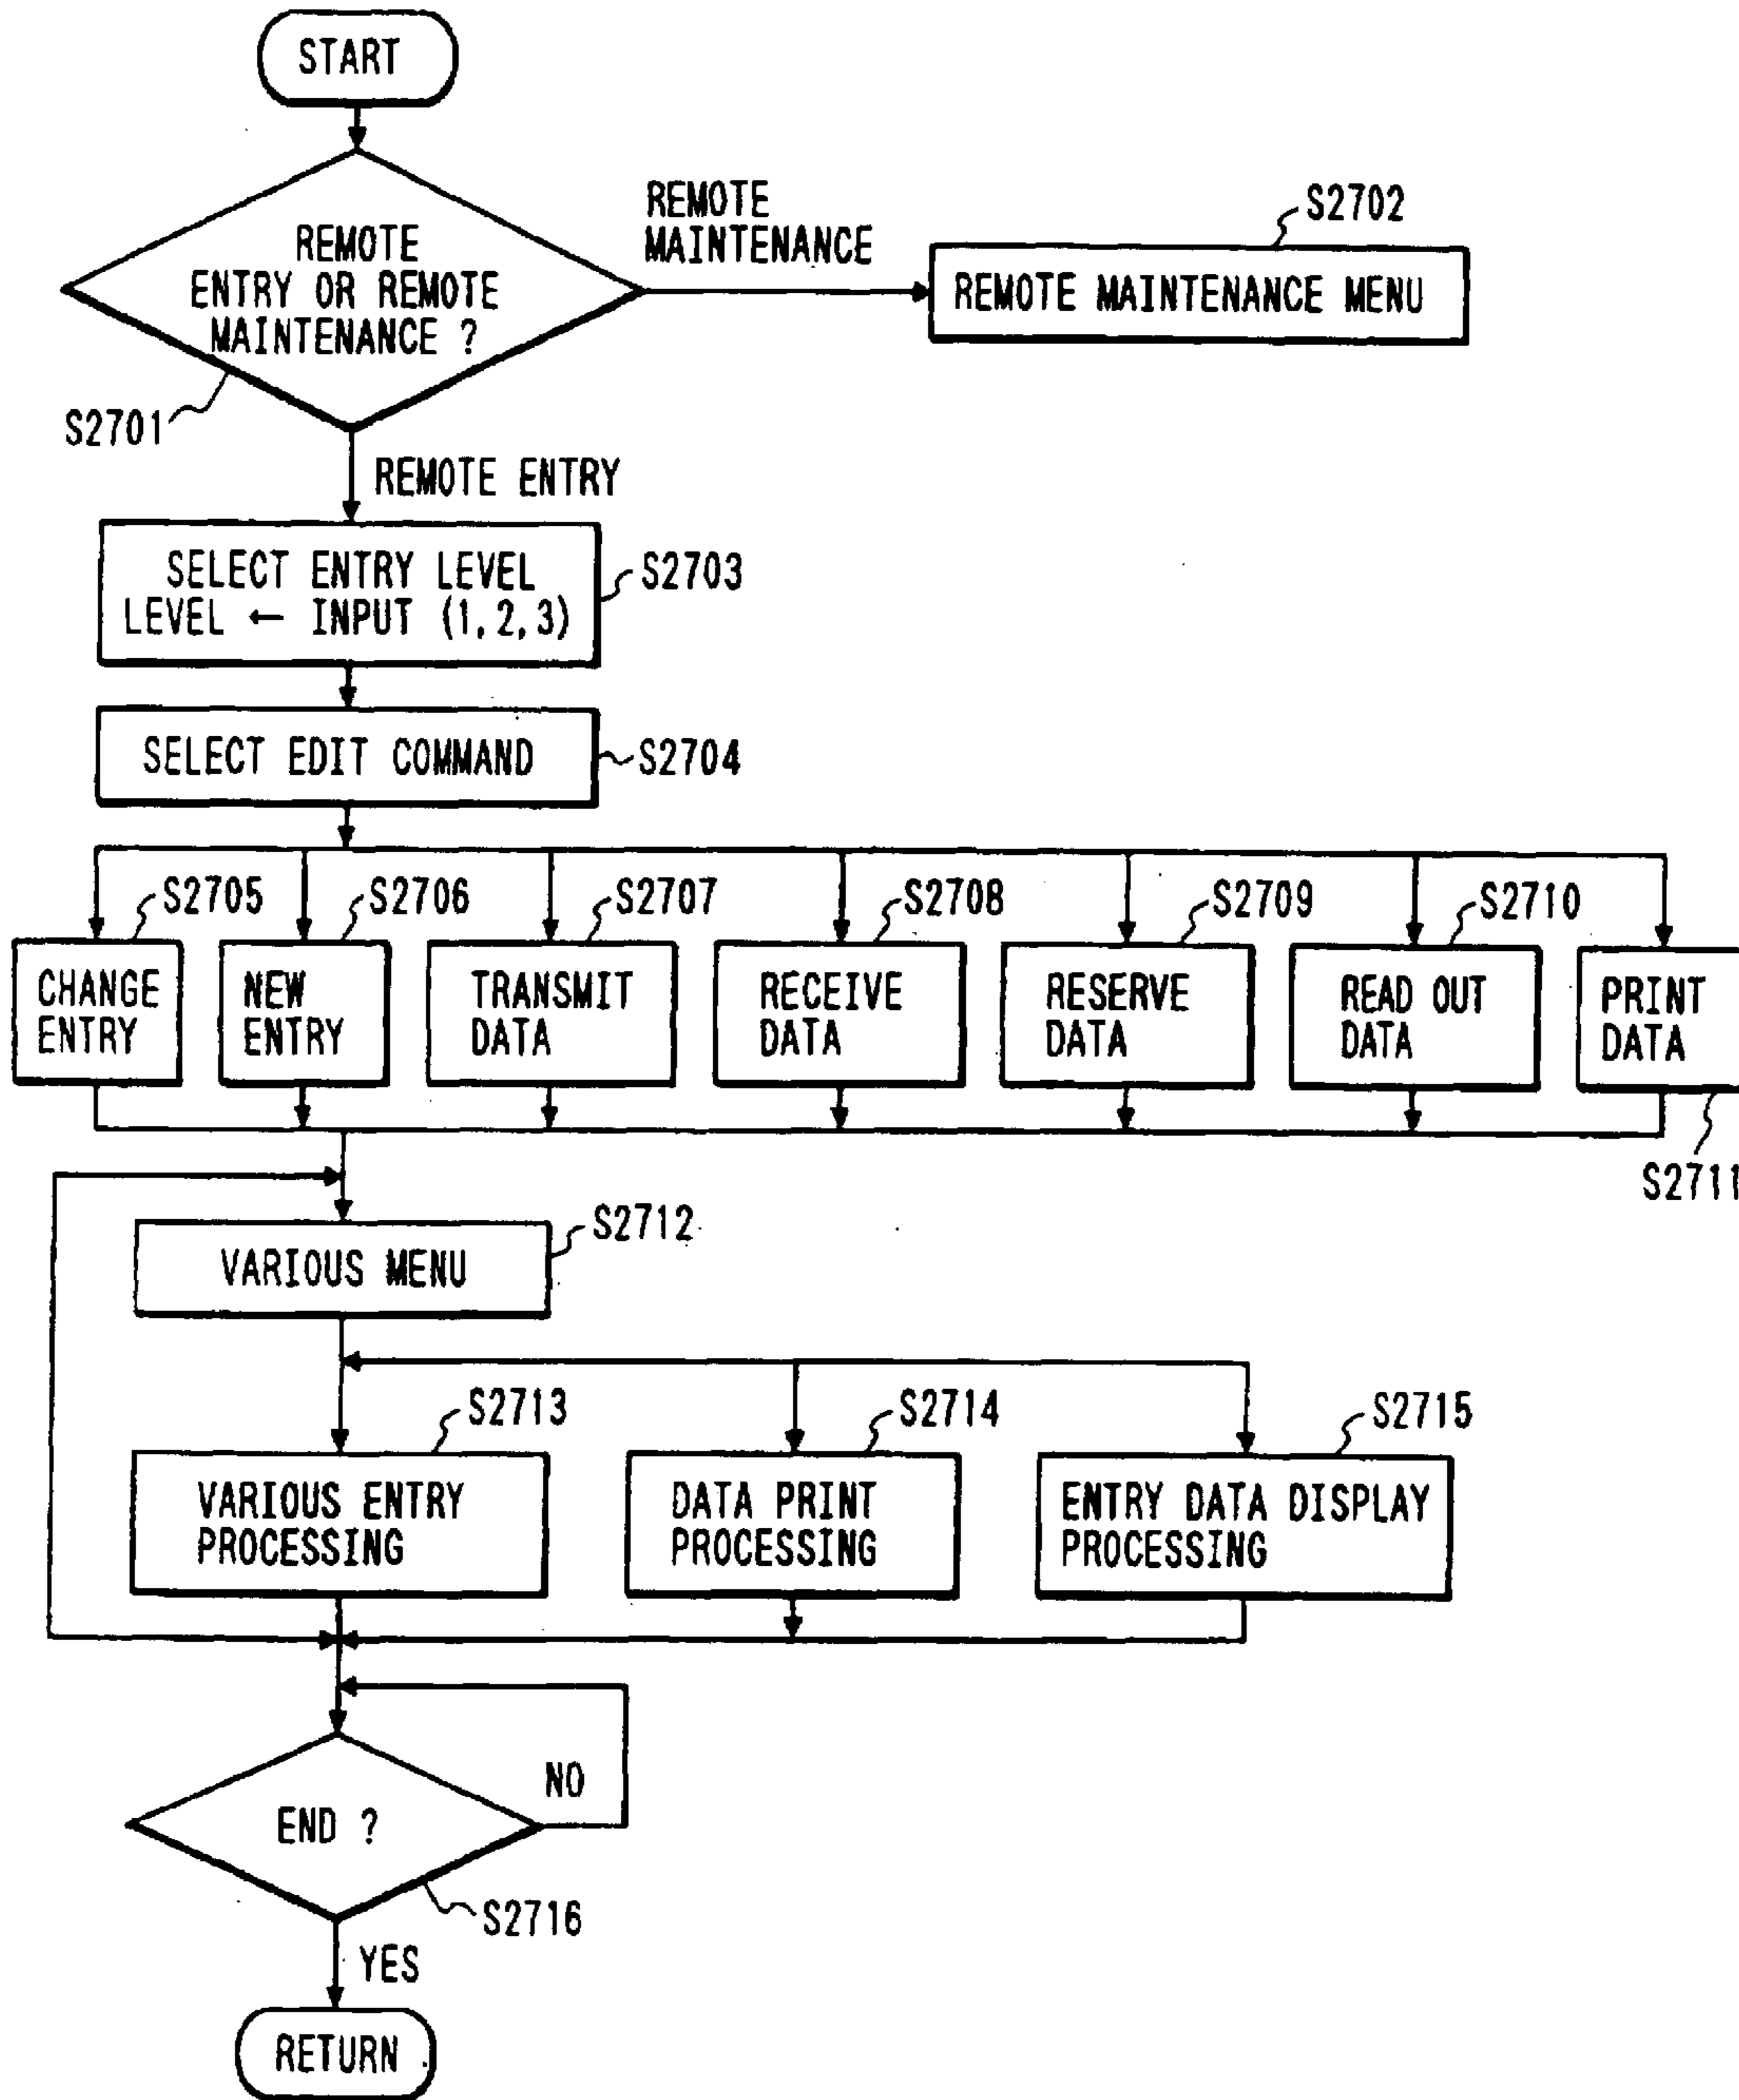 START
REMOTE
ENTRY OR REMOTE
MAINTENANCE ?
S2701
REMOTE
MAINTENANCE
S2702
REMOTE MAINTENANCE MENU
REMOTE ENTRY
SELECT ENTRY LEVEL
LEVEL ← INPUT (1,2,3)
S2703
SELECT EDIT COMMAND
S2704
S2705
CHANGE
ENTRY
S2706
NEW
ENTRY
S2707
TRANSMIT
DATA
S2708
RECEIVE
DATA
S2709
RESERVE
DATA
S2710
READ OUT
DATA
PRINT
DATA
S2711
S2712
VARIOUS MENU
S2713
VARIOUS ENTRY
PROCESSING
S2714
DATA PRINT
PROCESSING
S2715
ENTRY DATA DISPLAY
PROCESSING
END ?
NO
S2716
YES
RETURN